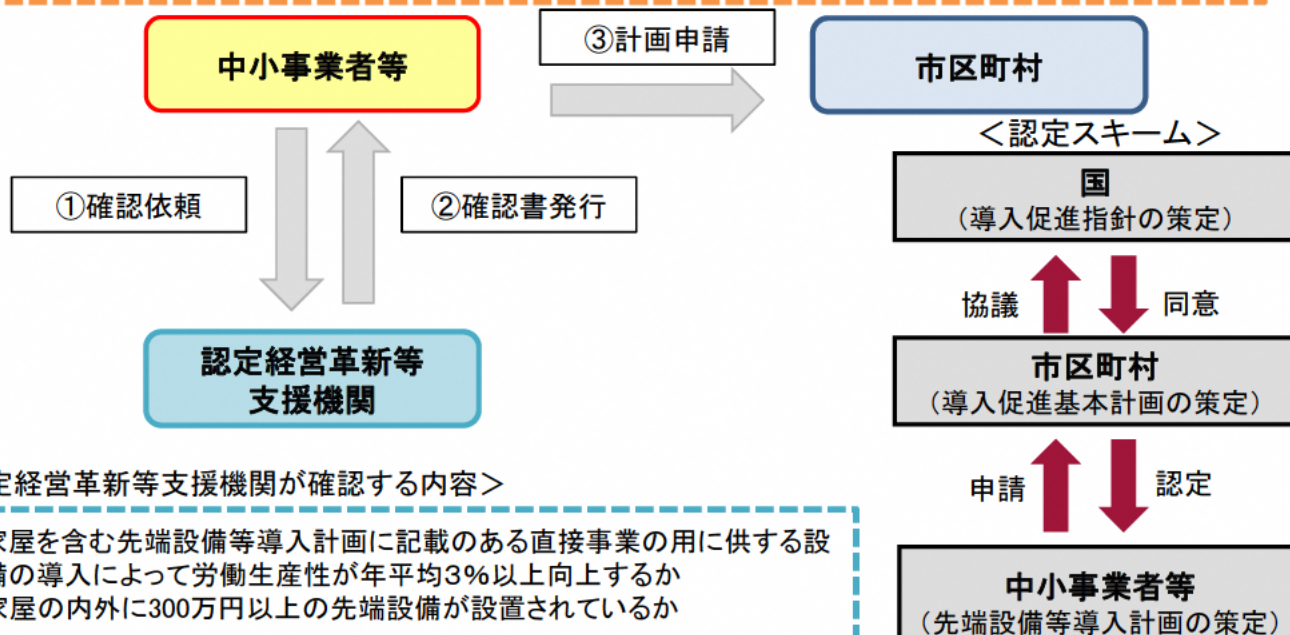 中小事業者等
③計画申請
市区町村
①確認依頼
②確認書発行
認定経営革新等
支援機関
＜認定スキーム＞
国
（導入促進指針の策定）
協議
同意
市区町村
（導入促進基本計画の策定）
申請
認定
中小事業者等
（先端設備等導入計画の策定）
定経営革新等支援機関が確認する内容＞
家屋を含む先端設備等導入計画に記載のある直接事業の用に供する設
備の導入によって労働生産性が年平均3％以上向上するか
家屋の内外に300万円以上の先端設備が設置されているか